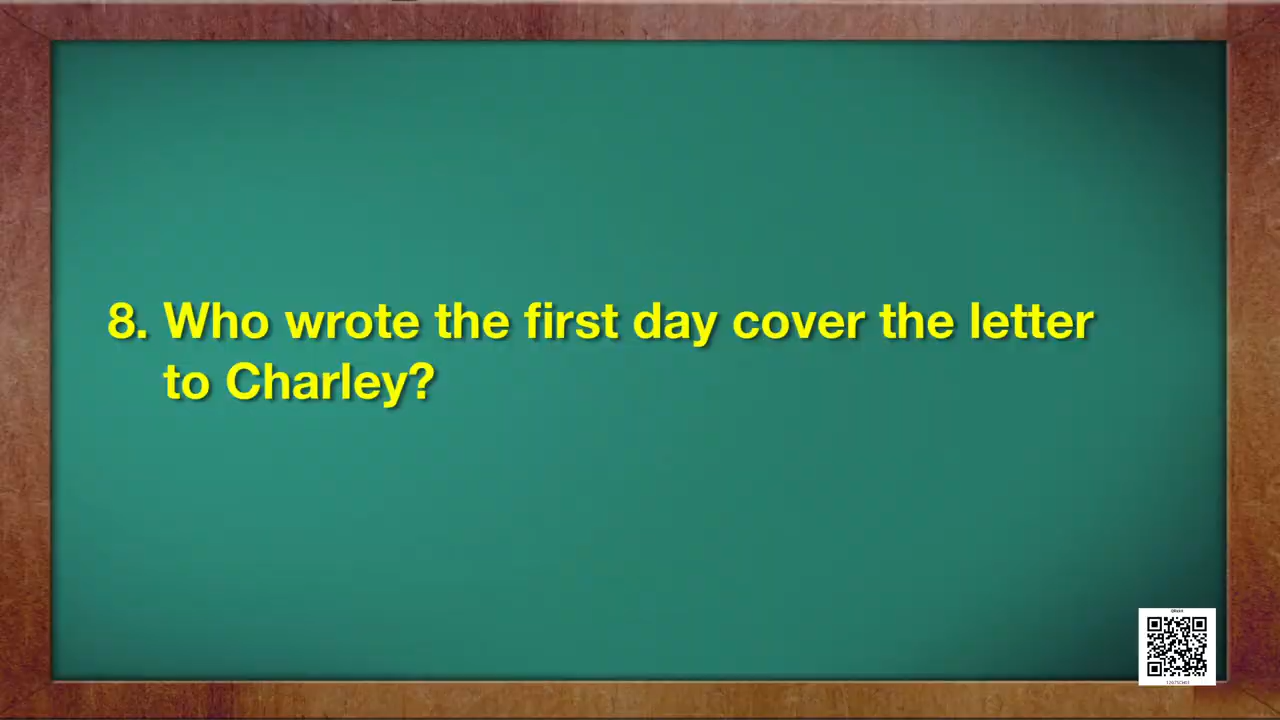 8. Who wrote the first day cover the letter
to Charley?